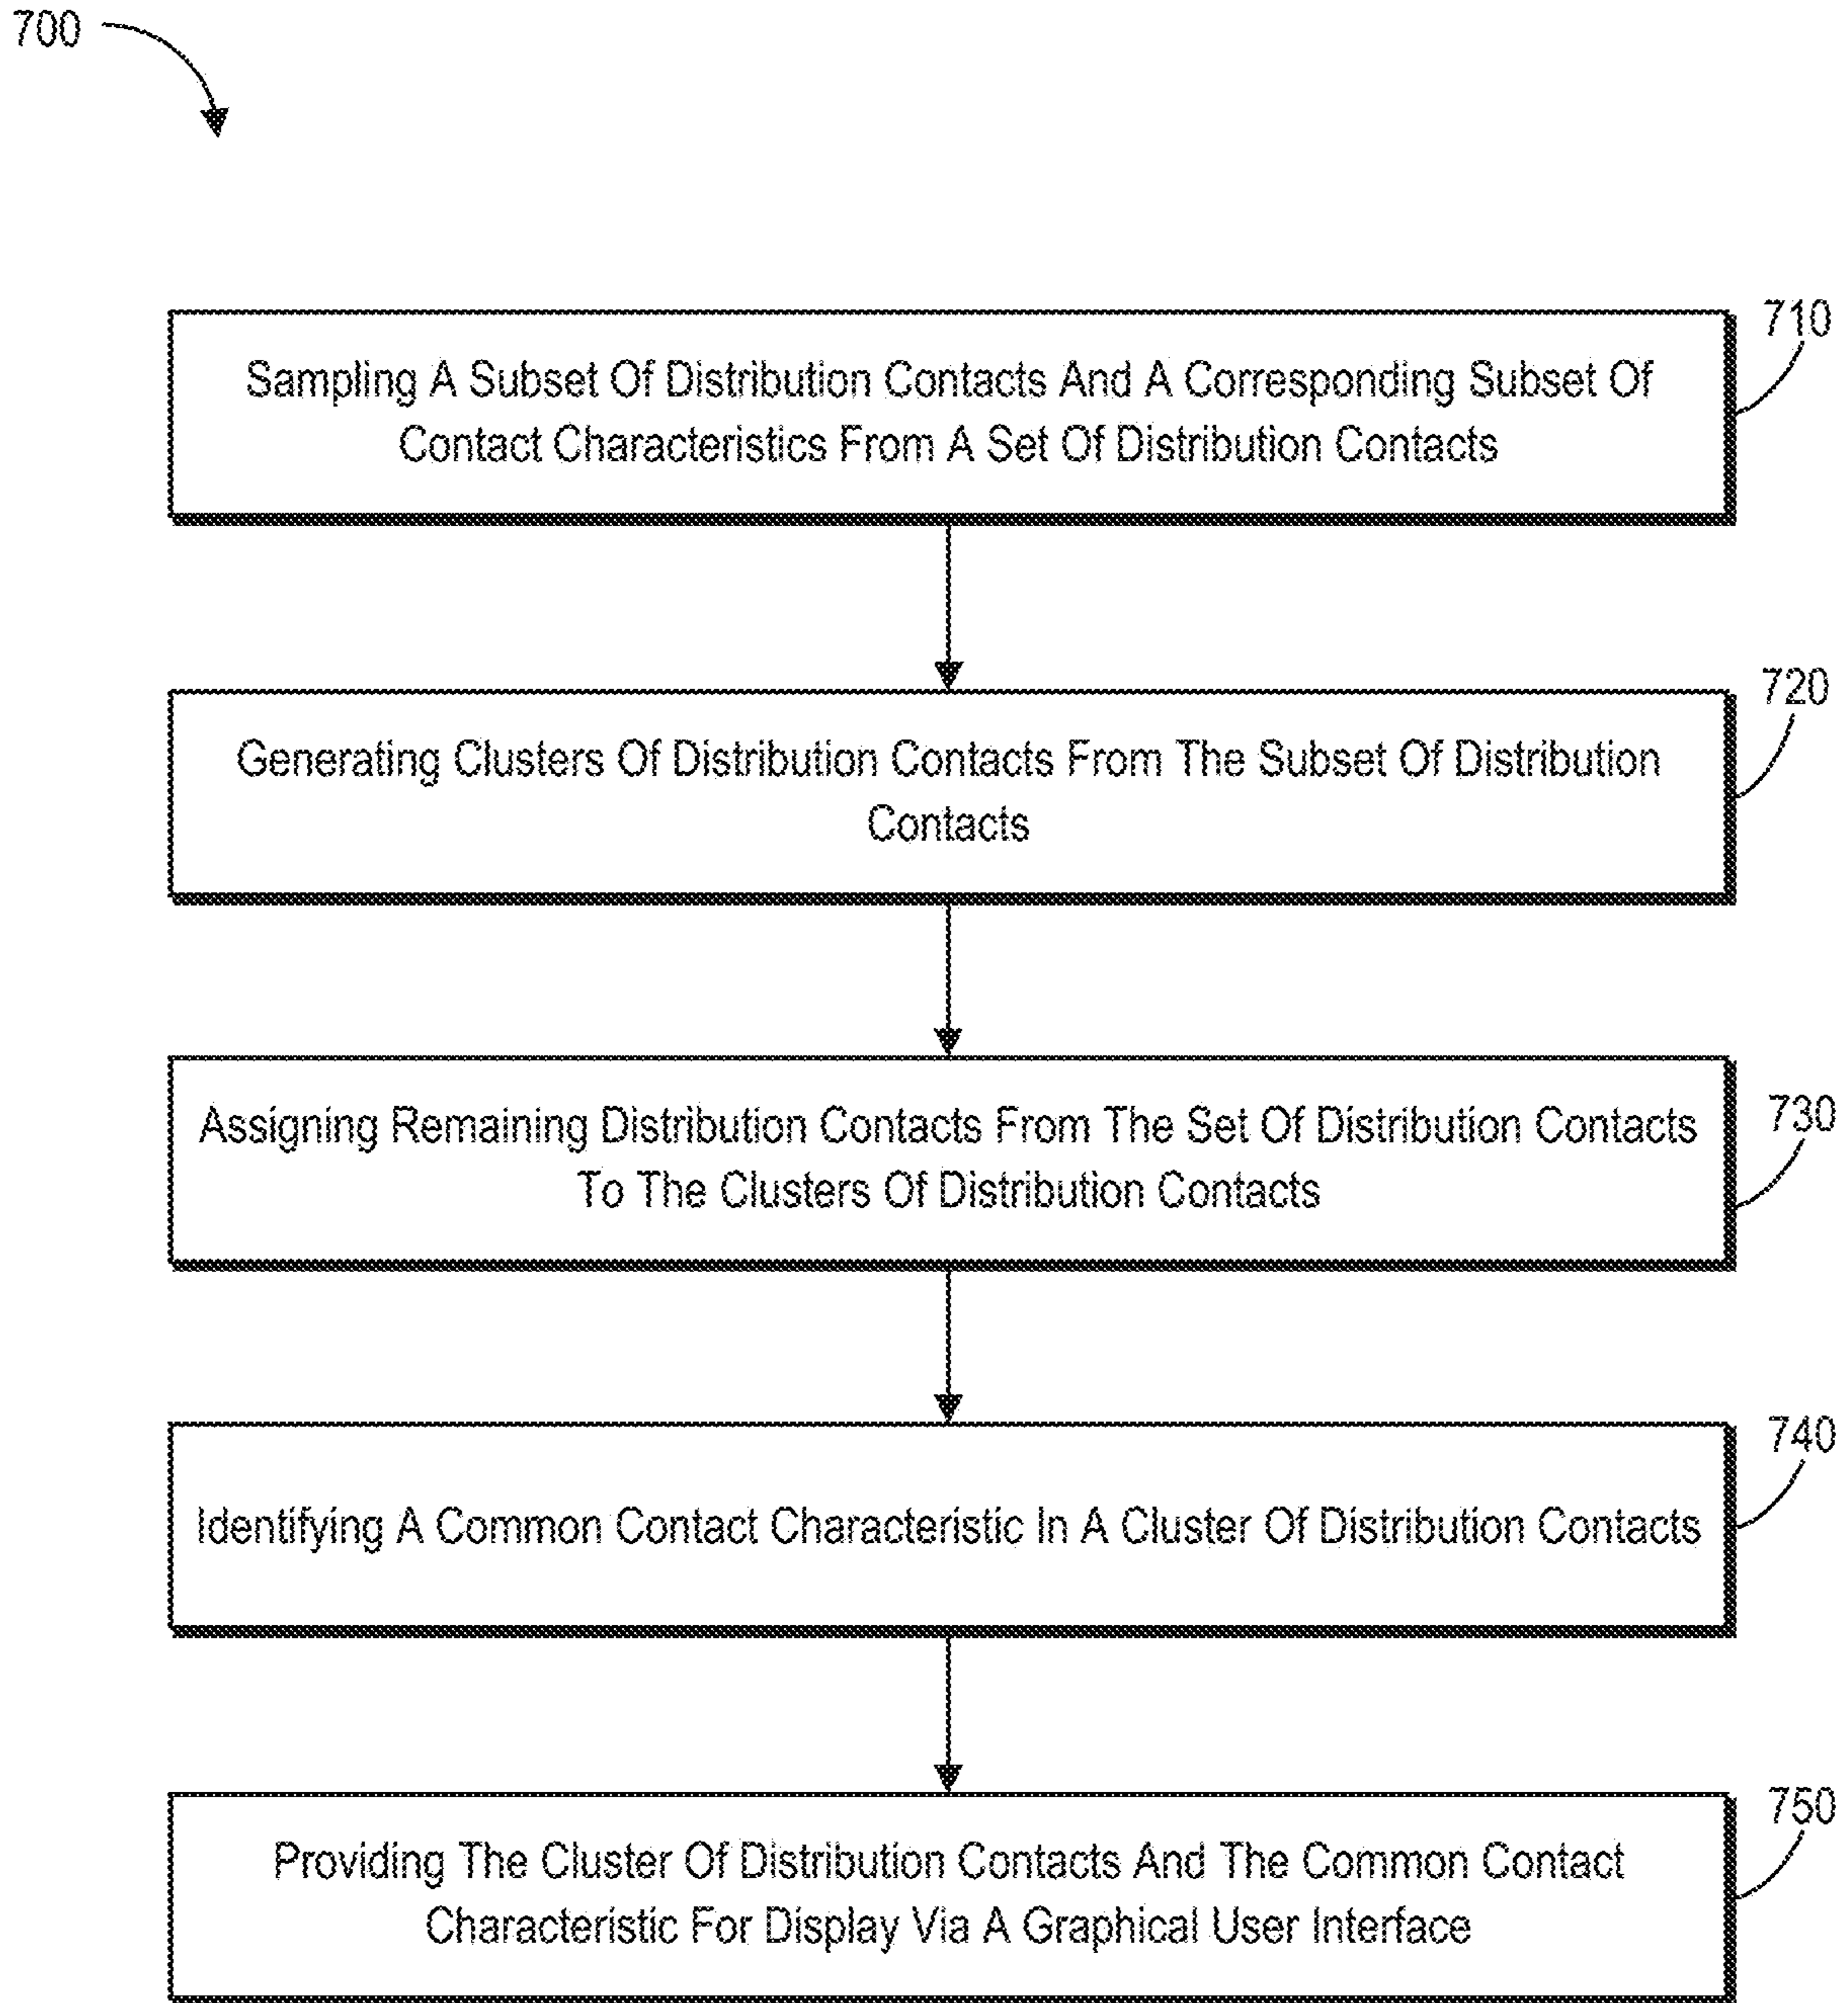 700
710
Sampling A Subset Of Distribution Contacts And A Corresponding Subset Of
Contact Characteristics From A Set Of Distribution Contacts
720
Generating Clusters Of Distribution Contacts From The Subset Of Distribution
Contacts
730
Assigning Remaining Distribution Contacts From The Set Of Distribution Contacts
To The Clusters Of Distribution Contacts
740
Identifying A Common Contact Characteristic In A Cluster Of Distribution Contacts
750
Providing The Cluster Of Distribution Contacts And The Common Contact
Characteristic For Display Via A Graphical User Interface